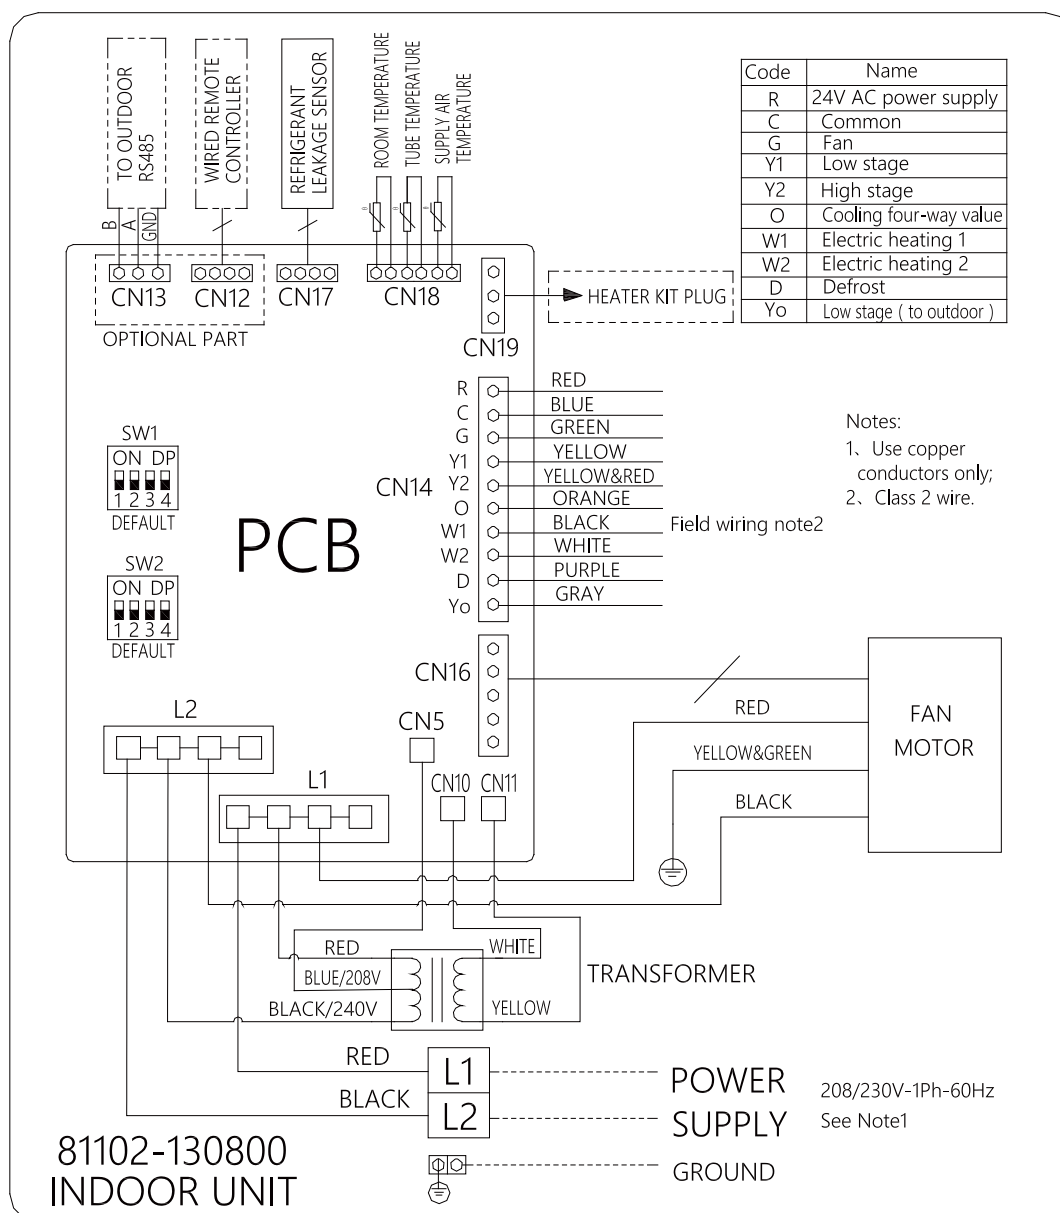 TO OUTDOOR
RS485
WIRED REMOTE
CONTROLLER
REFRIGERANT
LEAKAGE SENSOR
ROOM TEMPERATURE
TUBE TEMPERATURE
SUPPLY AIR
TEMPERATURE
B
A
GND
θ
θ
θ
CN13
CN12
CN17
CN18
OPTIONAL PART
CN19
HEATER KIT PLUG
Code Name
R 24V AC power supply
C Common
G Fan
Y1 Low stage
Y2 High stage
O Cooling four-way value
W1 Electric heating 1
W2 Electric heating 2
D Defrost
Yo Low stage ( to outdoor )
SW1
ON DP
1 2 3 4
DEFAULT
SW2
ON DP
1 2 3 4
DEFAULT
PCB
CN14
R RED
C BLUE
G GREEN
Y1 YELLOW
Y2 YELLOW&RED
O ORANGE
W1 BLACK
W2 WHITE
D PURPLE
Yo GRAY
Field wiring note2
Notes:
1、Use copper
conductors only;
2、Class 2 wire.
CN16
CN5
CN10
CN11
L2
L1
RED
YELLOW&GREEN
BLACK
FAN
MOTOR
RED
BLUE/208V
BLACK/240V
WHITE
YELLOW
TRANSFORMER
RED
BLACK
L1
L2
POWER
SUPPLY
208/230V-1Ph-60Hz
See Note1
GROUND
81102-130800
INDOOR UNIT